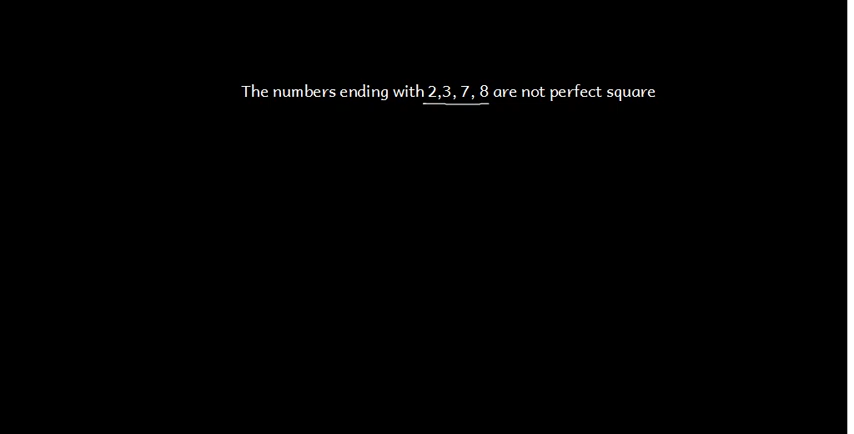 The numbers ending with 2,3, 7, 8 are not perfect square